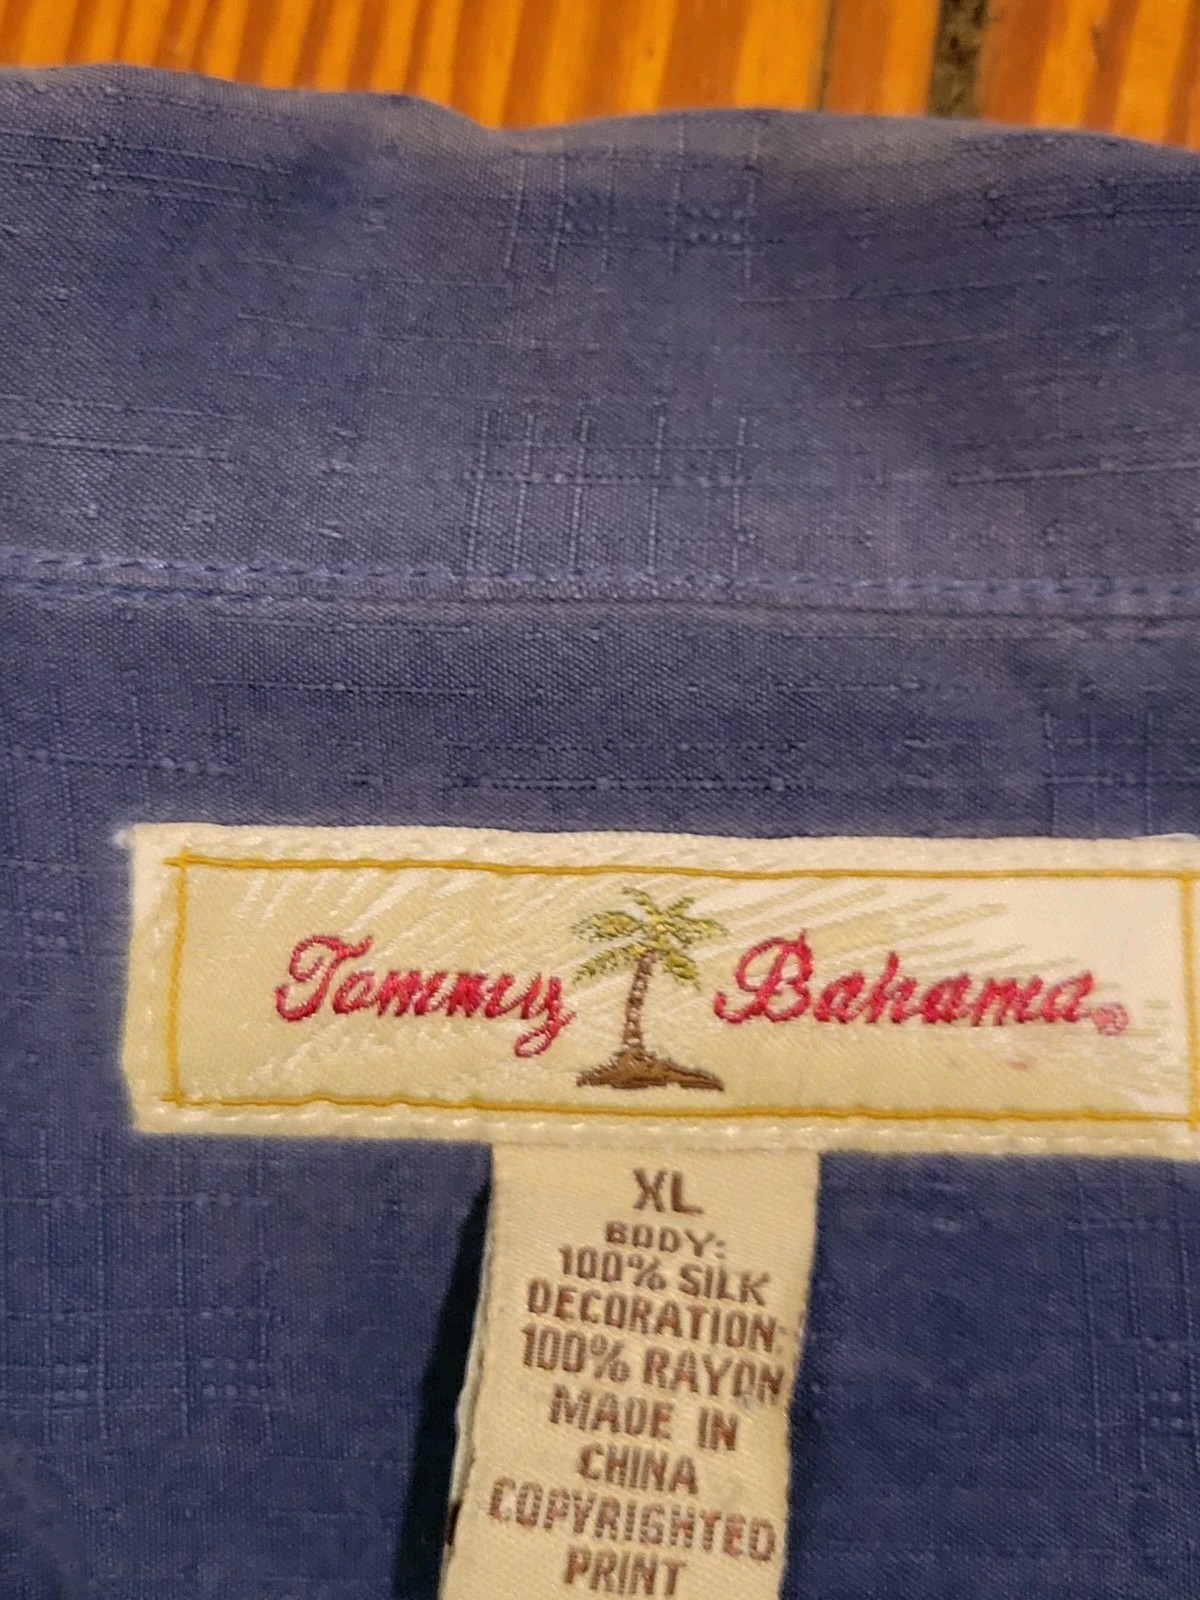 Tommy Bahama®
XL
BODY:
100% SILK
DECORATION:
100% RAYON
MADE IN
CHINA
COPYRIGHTED
PRINT